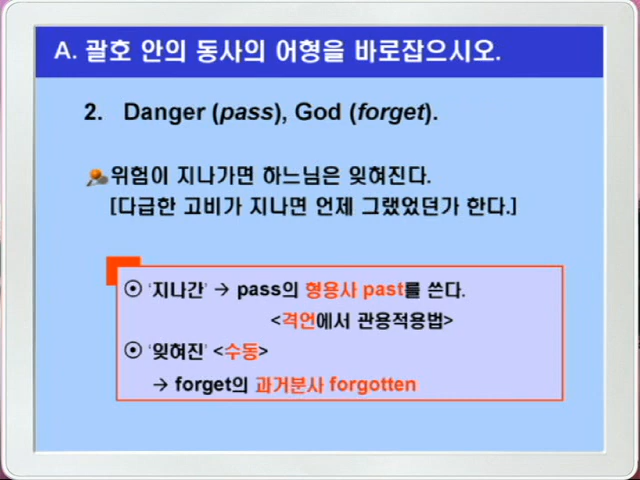 A. 괄호 안의 동사의 어형을 바로잡으시오.
2. Danger (pass), God (forget).
위험이 지나가면 하느님은 잊혀진다.
[다급한 고비가 지나면 언제 그랬었던가 한다.]
⊙ ‘지나간’ → pass의 형용사 past를 쓴다.
<격언에서 관용적용법>
⊙ ‘잊혀진’ <수동>
→ forget의 과거분사 forgotten